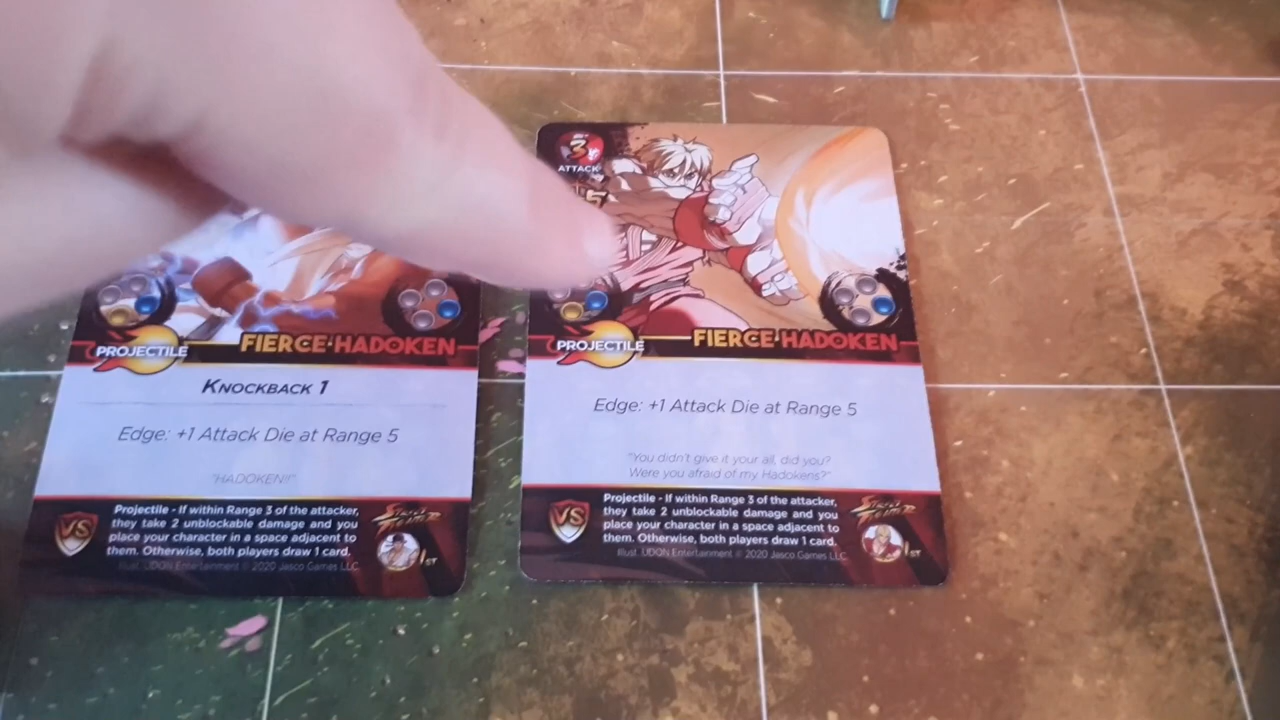 PROJECTILE
FIERCE HADOKEN
KNOCKBACK 1
Edge: +1 Attack Die at Range 5
"HADOKEN!!"
VS
Projectile - If within Range 3 of the attacker,
they take 2 unblockable damage and you
place your character in a space adjacent to
them. Otherwise, both players draw 1 card.
Illust. UDON Entertainment © 2020 Jasco Games LLC
1ST
3
ATTACK
5
PROJECTILE
FIERCE HADOKEN
Edge: +1 Attack Die at Range 5
"You didn't give it your all, did you?
Were you afraid of my Hadokens?"
VS
Projectile - If within Range 3 of the attacker,
they take 2 unblockable damage and you
place your character in a space adjacent to
them. Otherwise, both players draw 1 card.
Illust. UDON Entertainment © 2020 Jasco Games LLC
STREET
FIGHTER
1ST